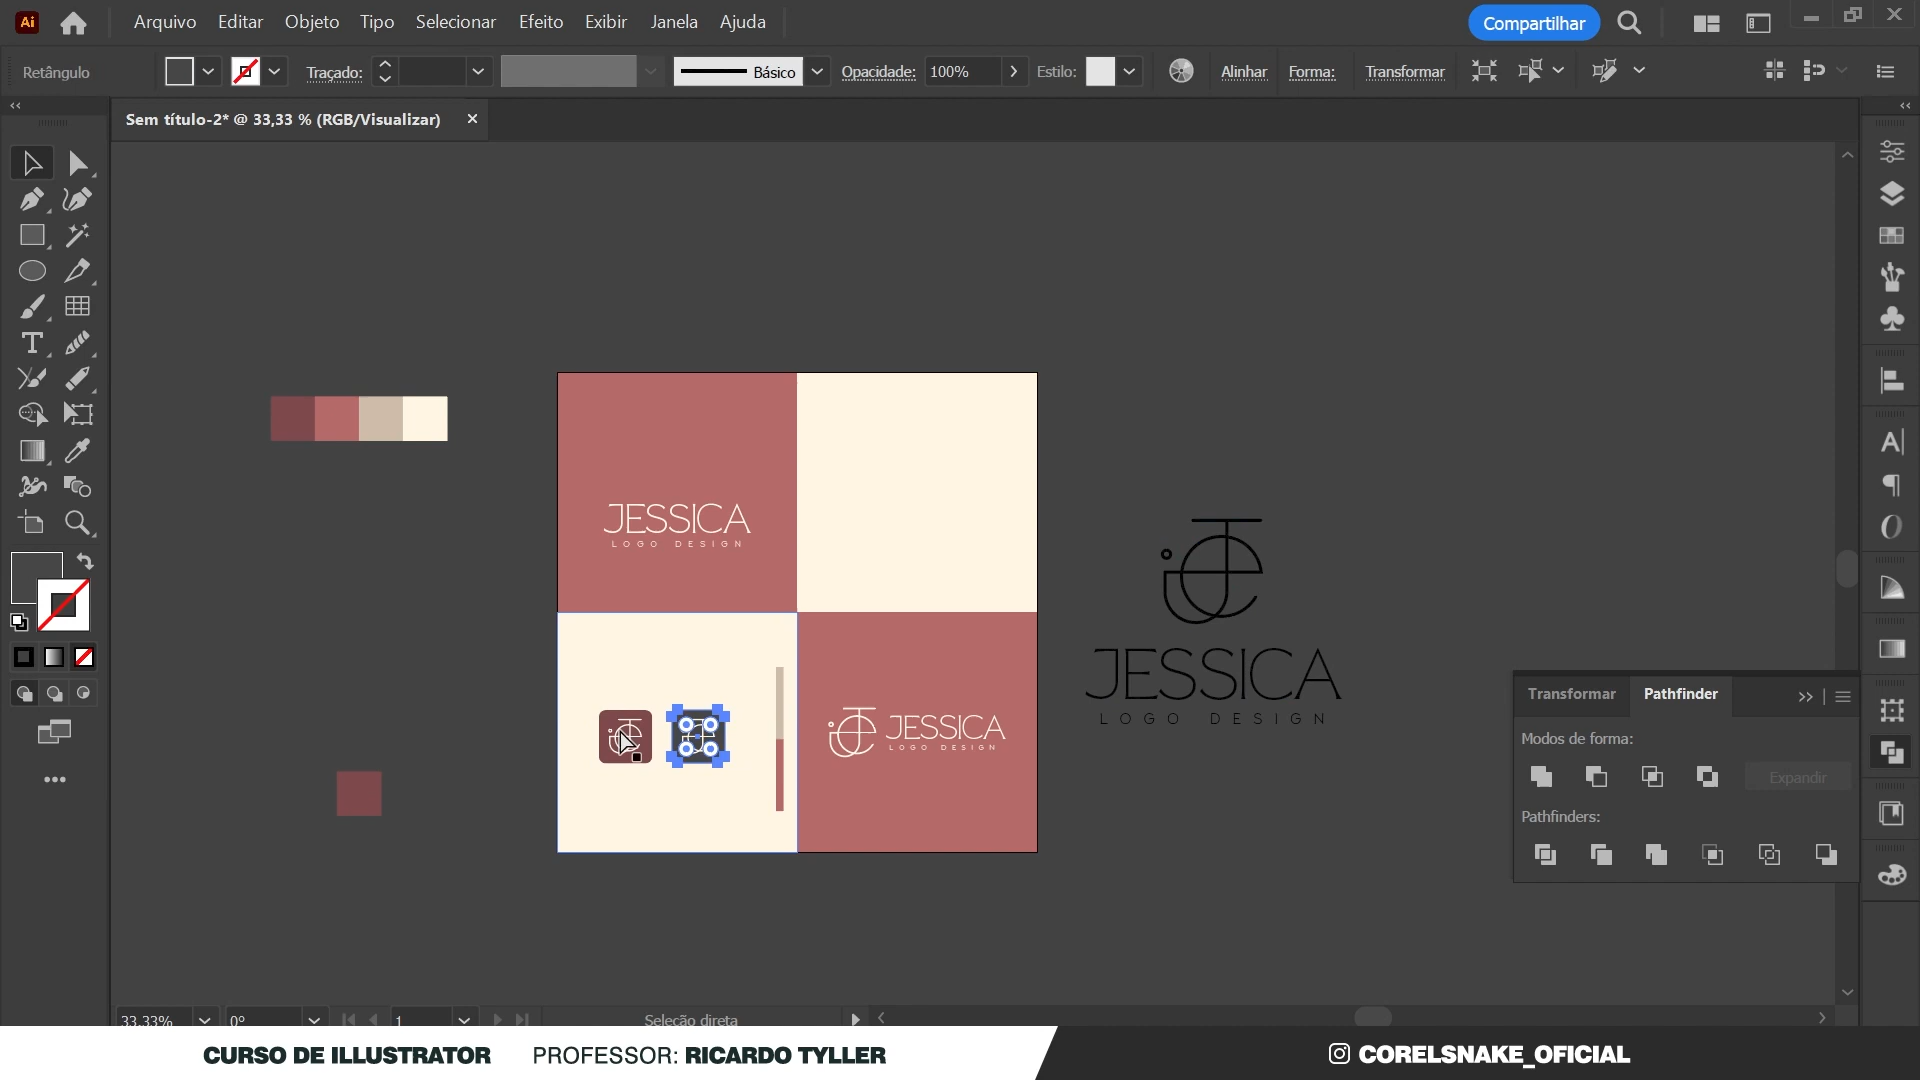 Ai Arquivo Editar Objeto Tipo Selecionar Efeito Exibir Janela Ajuda Compartilhar
Retângulo Traçado: Básico Opacidade: 100% Estilo: Alinhar Forma: Transformar
Sem título-2* @ 33,33 % (RGB/Visualizar)
JESSICA
LOGO DESIGN
JESSICA
LOGO DESIGN
JESSICA
LOGO DESIGN
Transformar Pathfinder
Modos de forma:
Expandir
Pathfinders:
33,33% 0° 1 Seleção direta
CURSO DE ILLUSTRATOR PROFESSOR: RICARDO TYLLER CORELSNAKE_OFICIAL